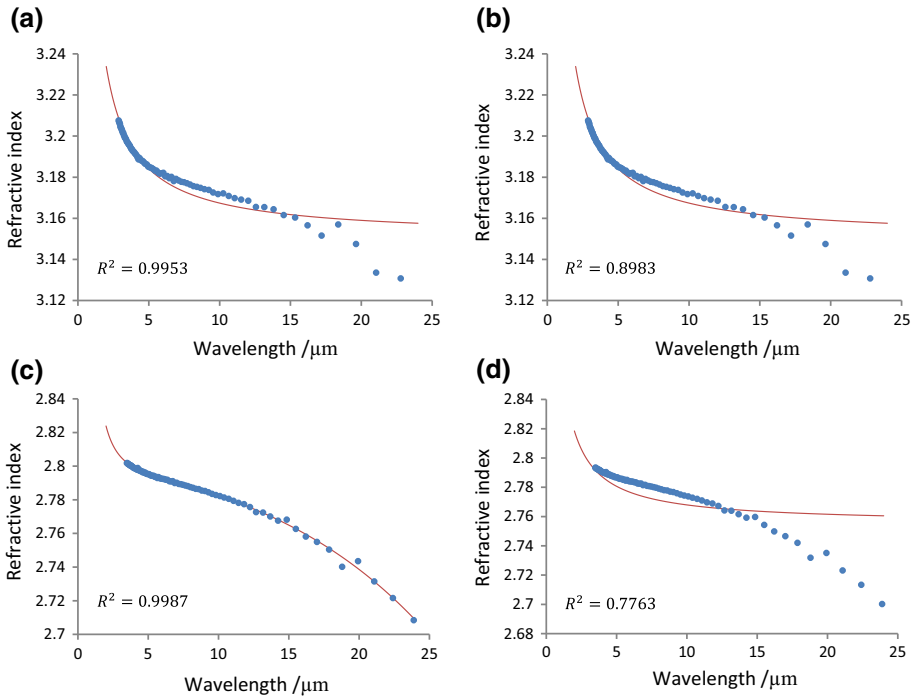 (a)
3.24
3.22
3.2
3.18
3.16
3.14
3.12
Refractive index
R² = 0.9953
0 5 10 15 20 25
Wavelength /μm
(b)
3.24
3.22
3.2
3.18
3.16
3.14
3.12
Refractive index
R² = 0.8983
0 5 10 15 20 25
Wavelength /μm
(c)
2.84
2.82
2.8
2.78
2.76
2.74
2.72
2.7
Refractive index
R² = 0.9987
0 5 10 15 20 25
Wavelength /μm
(d)
2.84
2.82
2.8
2.78
2.76
2.74
2.72
2.7
2.68
Refractive index
R² = 0.7763
0 5 10 15 20 25
Wavelength /μm